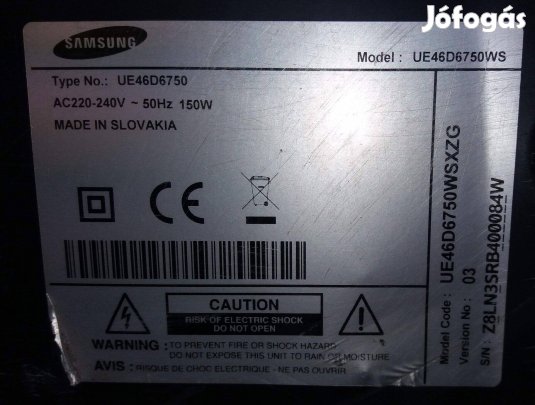 Jófogás
SAMSUNG
Model : UE46D6750WS
Type No.: UE46D6750
AC220-240V ~ 50Hz 150W
MADE IN SLOVAKIA
CE
CAUTION
RISK OF ELECTRIC SHOCK
DO NOT OPEN
WARNING : TO PREVENT FIRE OR SHOCK HAZARD
DO NOT EXPOSE THIS UNIT TO RAIN OR MOISTURE
AVIS : RISQUE DE CHOC ELECTRIQUE - NE PAS OUVRIR
Model Code : UE46D6750WSXZG
Version No : 03
S/N : Z8LN3SRB400084W